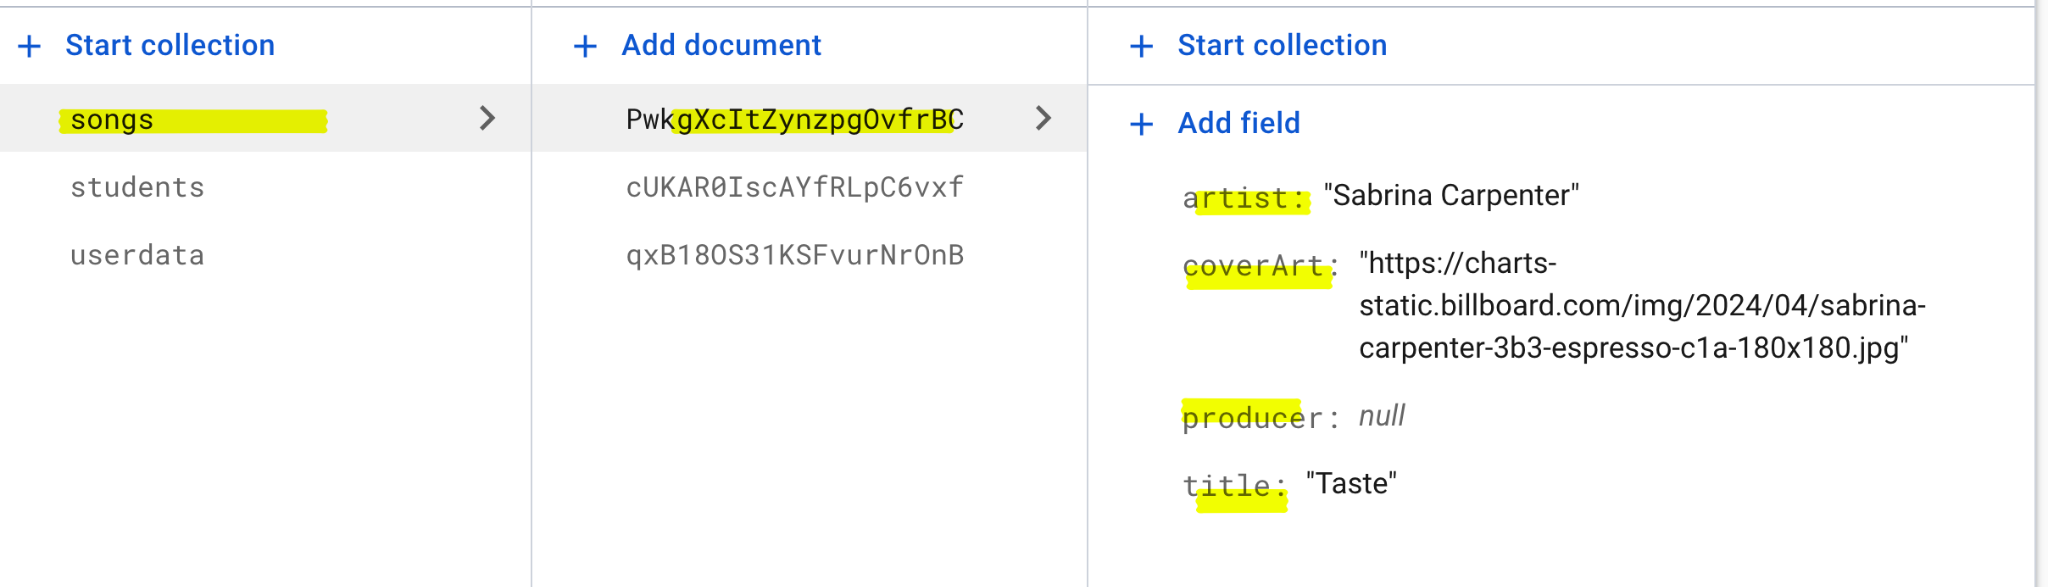 + Start collection
songs
students
userdata
+ Add document
PwkgXcItZynzpgOvfrBC
cUKAR0IscAYfRLpC6vxf
qxB18OS31KSFvurNrOnB
+ Start collection
+ Add field
artist: "Sabrina Carpenter"
coverArt: "https://charts-
static.billboard.com/img/2024/04/sabrina-
carpenter-3b3-espresso-c1a-180x180.jpg"
producer: null
title: "Taste"